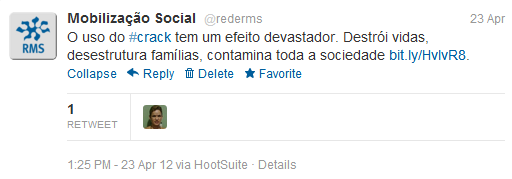 Mobilização Social @rederms 23 Apr
O uso do #crack tem um efeito devastador. Destrói vidas,
desestrutura famílias, contamina toda a sociedade bit.ly/HvlvR8.
Collapse Reply Delete Favorite
RMS
1
RETWEET
1:25 PM - 23 Apr 12 via HootSuite · Details